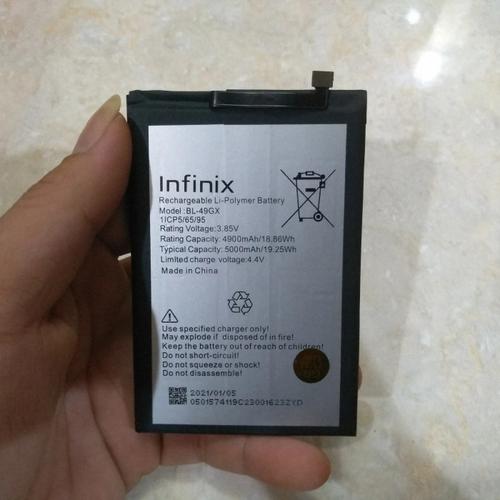 Infinix
Rechargeable Li-Polymer Battery
Model:BL-49GX
1ICP5/65/95
Rating Voltage:3.85V
Rating Capacity: 4900mAh/18.86Wh
Typical Capacity: 5000mAh/19.25Wh
Limited charge voltage:4.4V
Made in China
Use specified charger only!
May explode if disposed of in fire!
Keep the battery out of reach of children!
Do not short-circuit!
Do not squeeze or shock!
Do not disassemble!
2021/01/05
0501574119C23001623ZYD